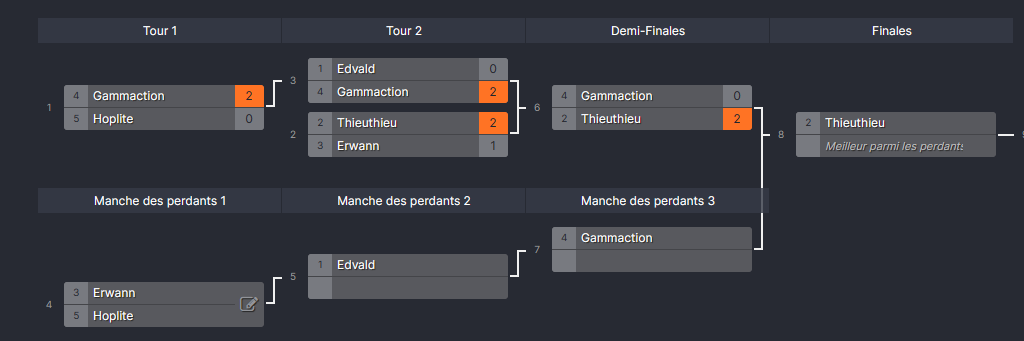 Tour 1
Tour 2
Demi-Finales
Finales
1
4 Gammaction 2
5 Hoplite 0
3
1 Edvald 0
4 Gammaction 2
2
2 Thieuthieu 2
3 Erwann 1
6
4 Gammaction 0
2 Thieuthieu 2
8
2 Thieuthieu
Meilleur parmi les perdants
Manche des perdants 1
Manche des perdants 2
Manche des perdants 3
4
3 Erwann
5 Hoplite
5
1 Edvald
7
4 Gammaction